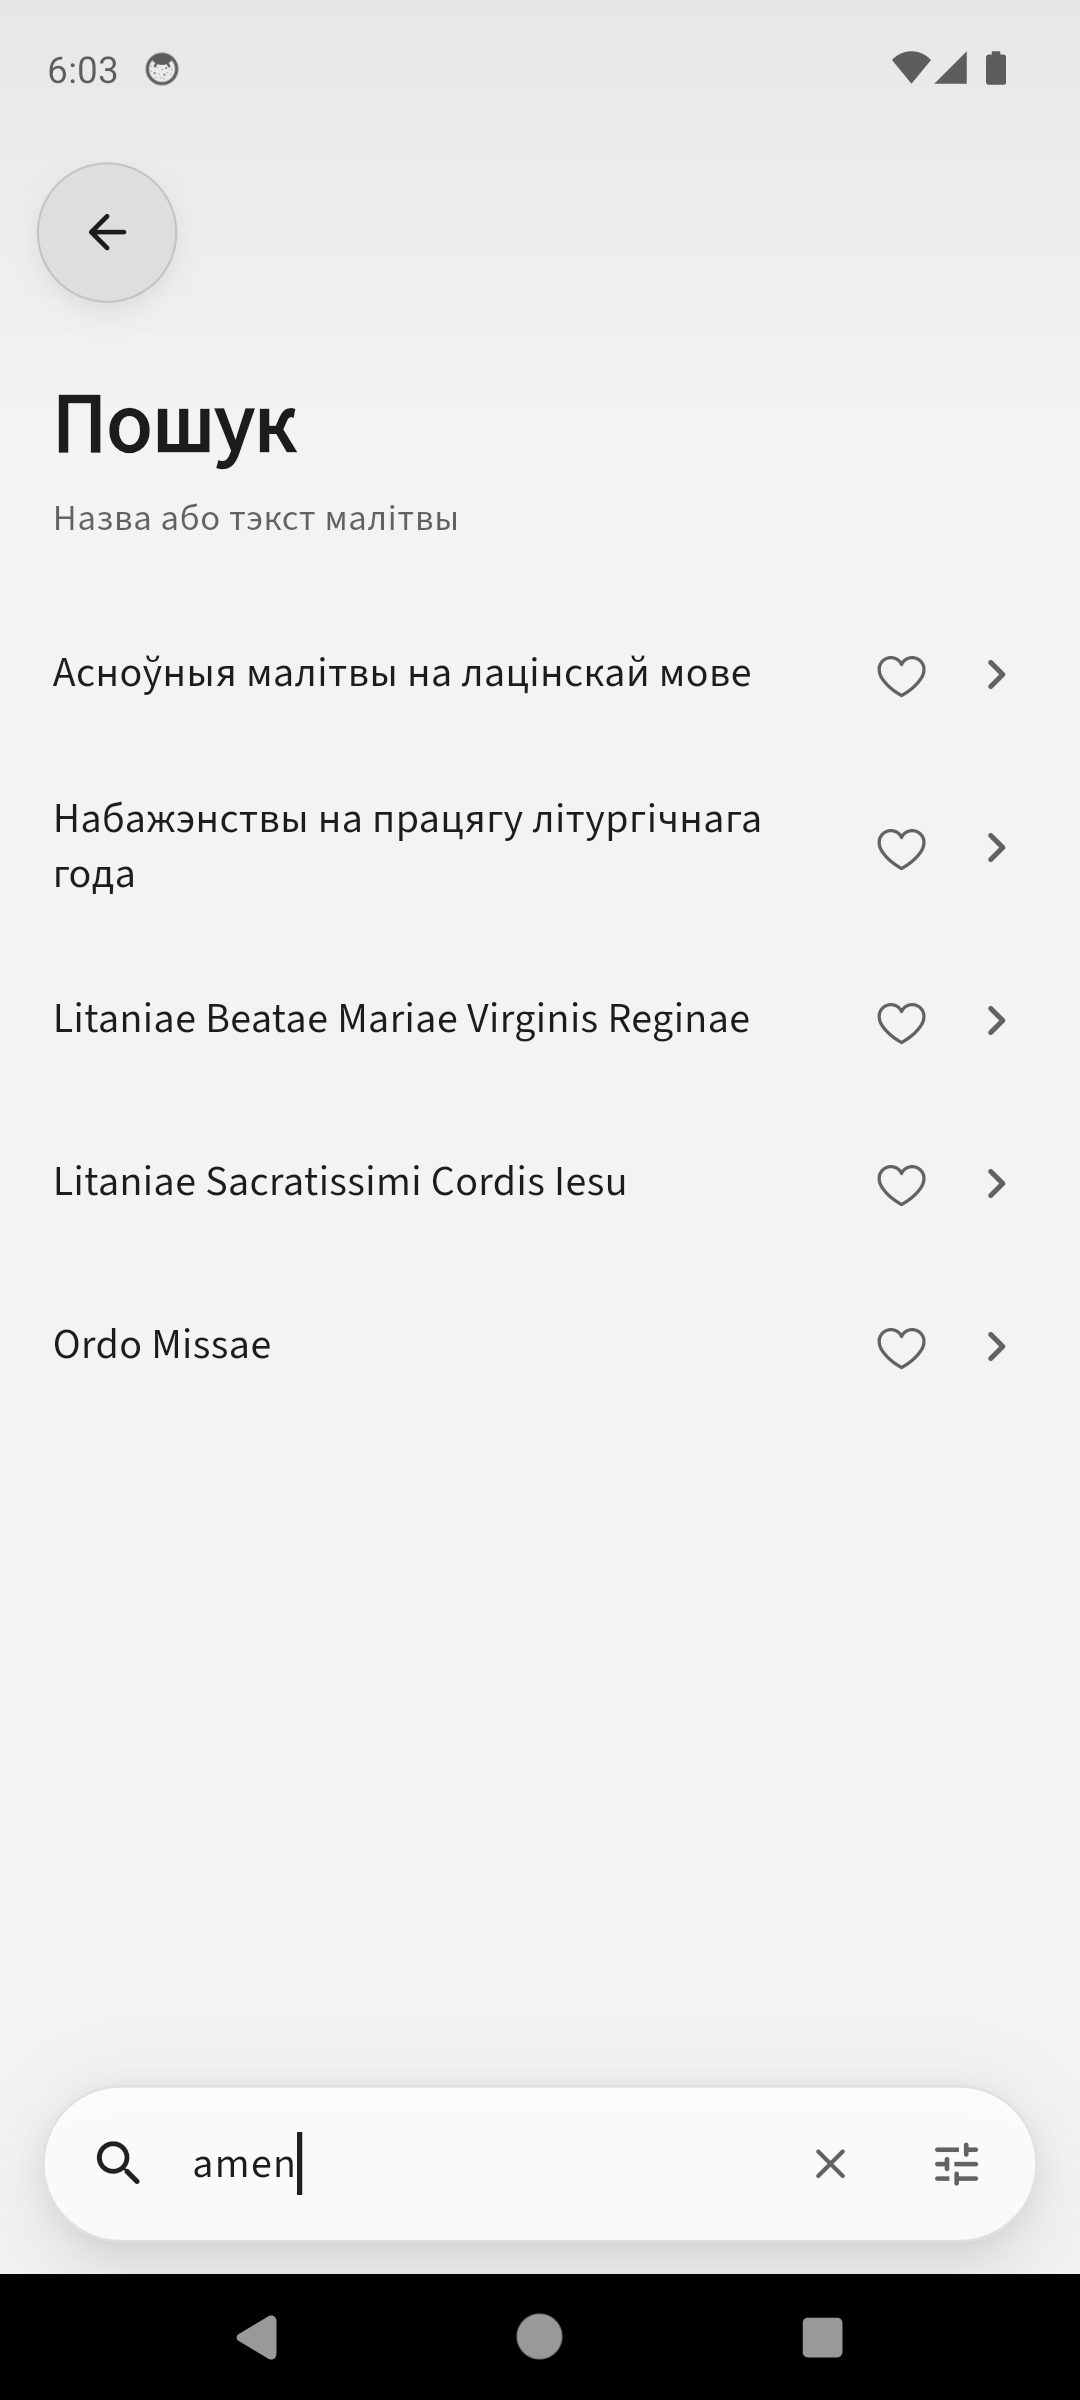 6:03
Пошук
Назва або тэкст малітвы
Асноўныя малітвы на лацінскай мове
Набажэнствы на працягу літургічнага
года
Litaniae Beatae Mariae Virginis Reginae
Litaniae Sacratissimi Cordis Iesu
Ordo Missae
amen